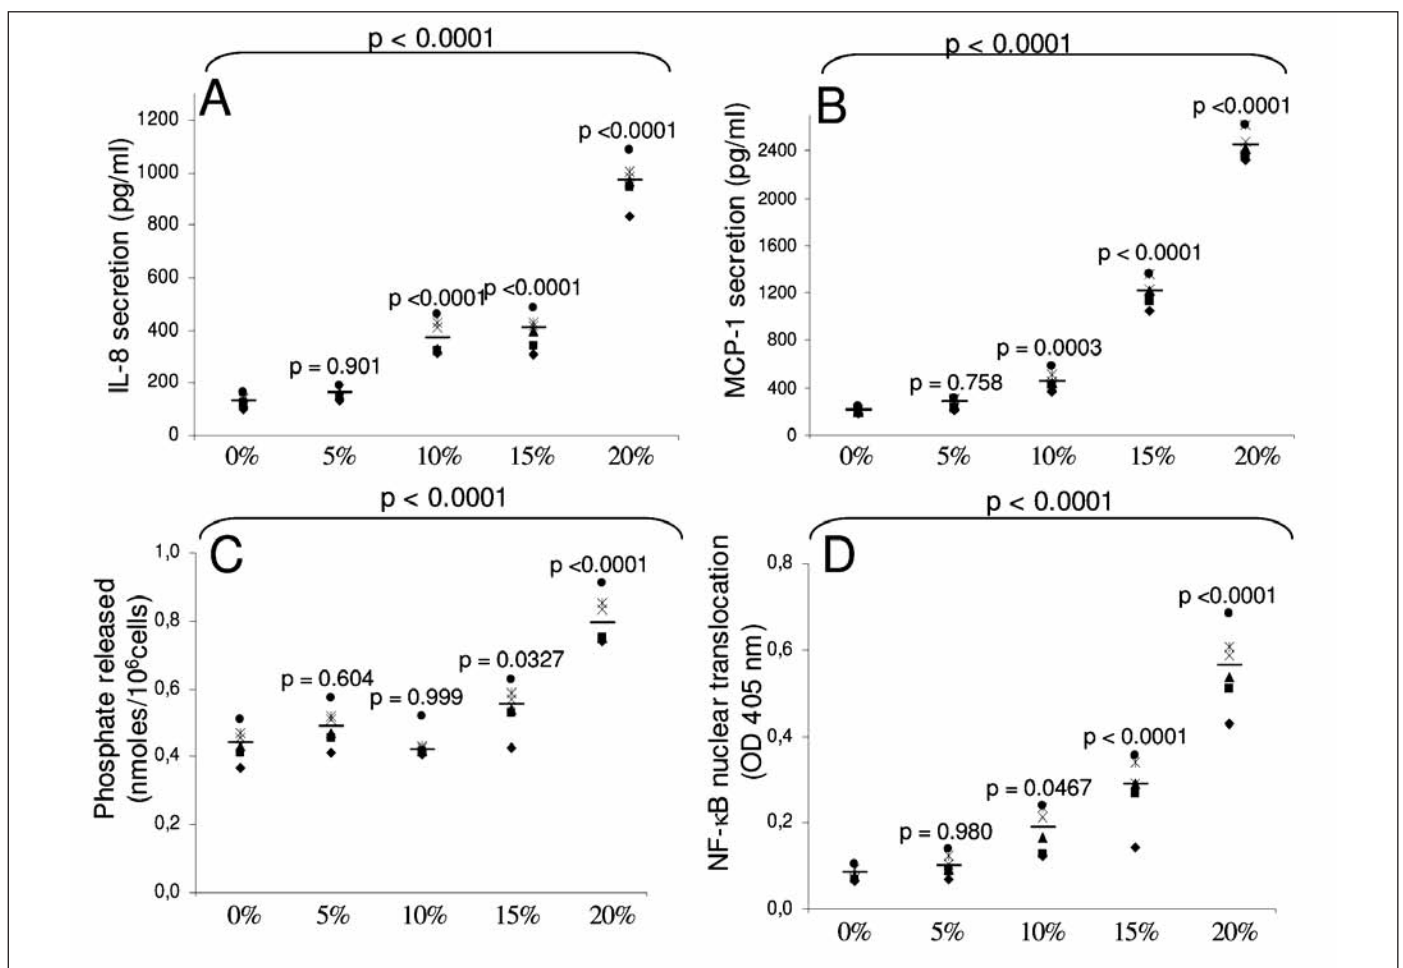 p < 0.0001
A
IL-8 secretion (pg/ml)
1200
1000
800
600
400
200
0
p = 0.901
p <0.0001
p <0.0001
p <0.0001
0% 5% 10% 15% 20%
p < 0.0001
B
MCP-1 secretion (pg/ml)
2400
2000
1600
1200
800
400
0
p = 0.758
p = 0.0003
p < 0.0001
p <0.0001
0% 5% 10% 15% 20%
p < 0.0001
C
Phosphate released
(nmoles/10⁶cells)
1,0
0,8
0,6
0,4
0,2
0,0
p = 0.604
p = 0.999
p = 0.0327
p <0.0001
0% 5% 10% 15% 20%
p < 0.0001
D
NF-κB nuclear translocation
(OD 405 nm)
0,8
0,6
0,4
0,2
0,0
p = 0.980
p = 0.0467
p < 0.0001
p <0.0001
0% 5% 10% 15% 20%